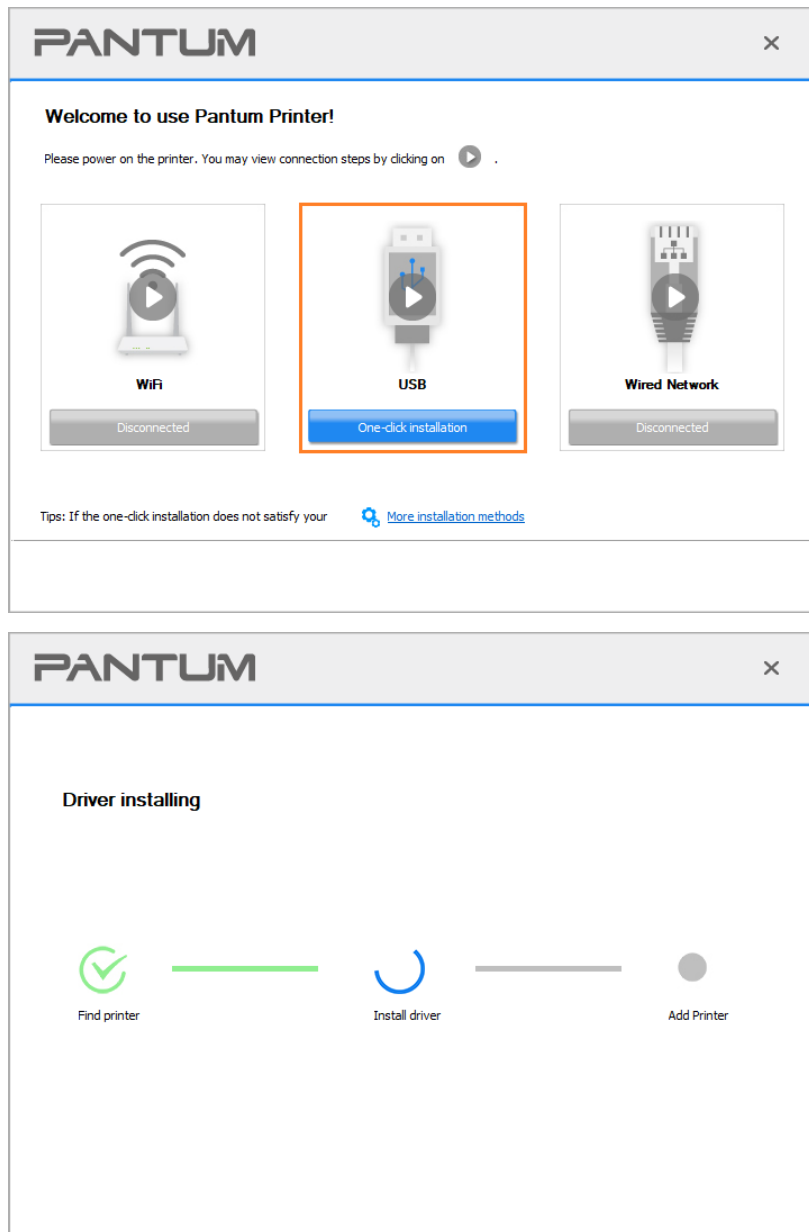 PANTUM
Welcome to use Pantum Printer!
Please power on the printer. You may view connection steps by clicking on .
WiFi
USB
Wired Network
Disconnected
One-click installation
Disconnected
Tips: If the one-click installation does not satisfy your More installation methods
PANTUM
Driver installing
Find printer
Install driver
Add Printer